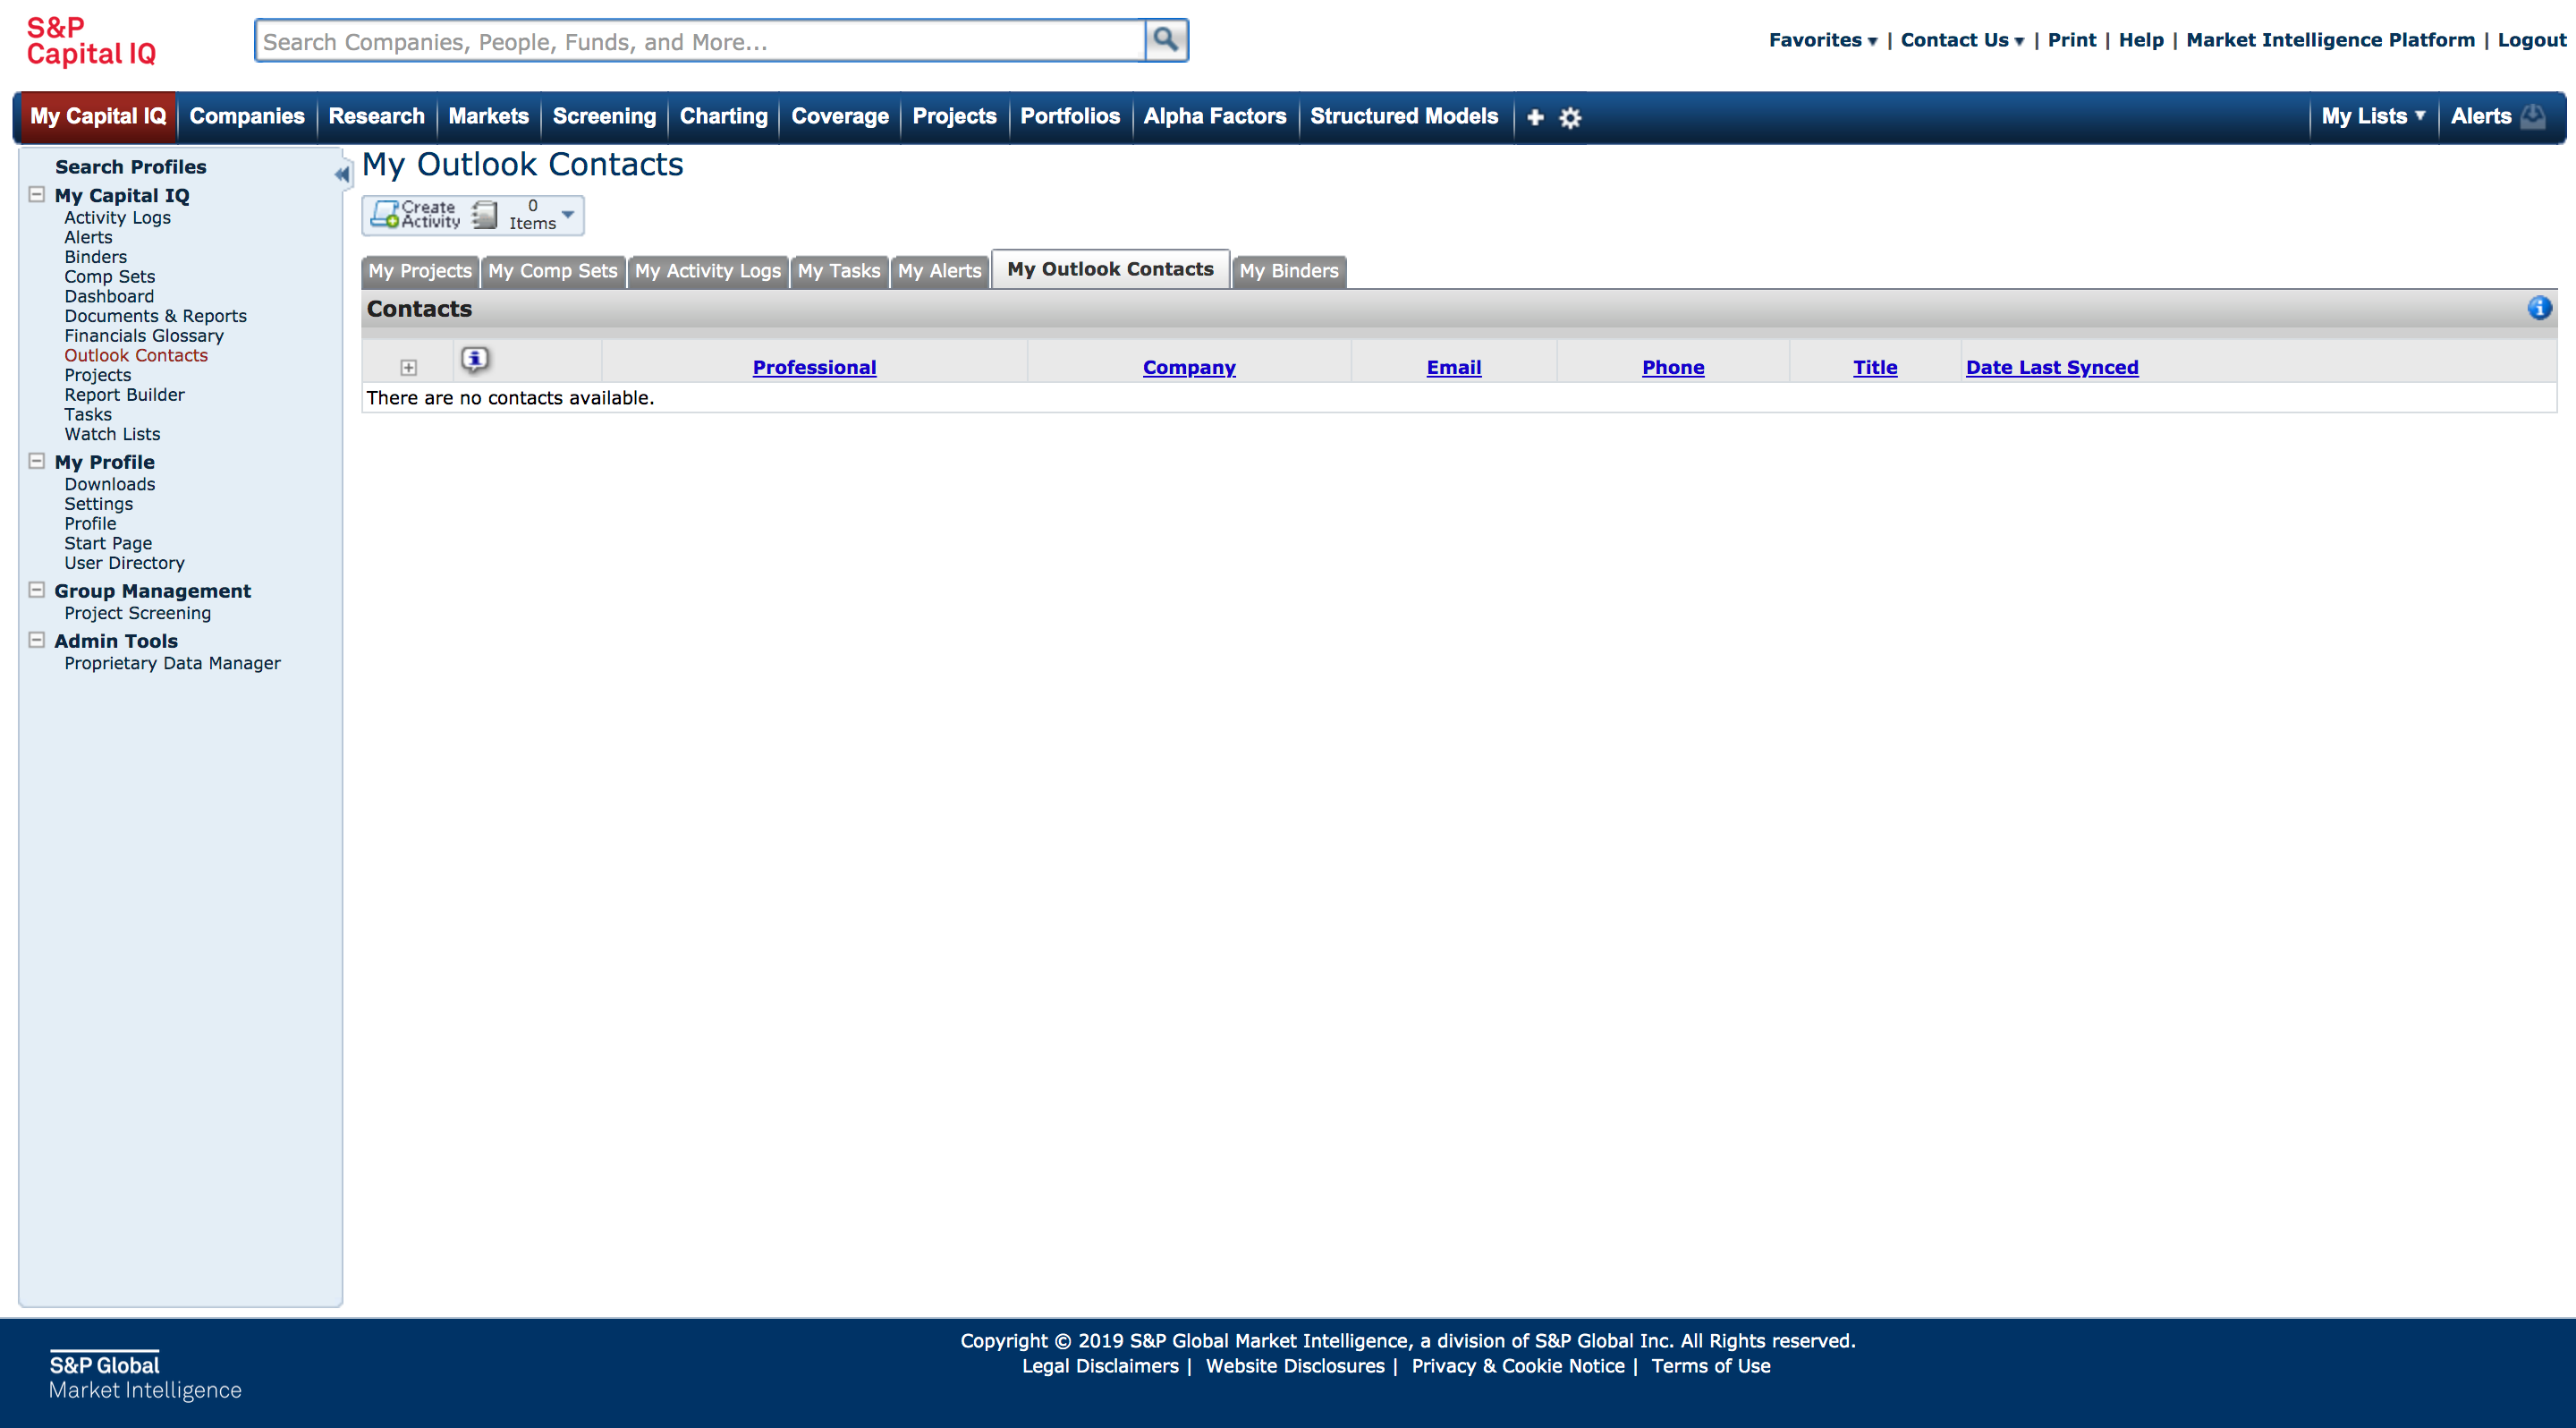 S&P
Capital IQ
Search Companies, People, Funds, and More...
Favorites | Contact Us | Print | Help | Market Intelligence Platform | Logout
My Capital IQ Companies Research Markets Screening Charting Coverage Projects Portfolios Alpha Factors Structured Models My Lists Alerts
Search Profiles
My Capital IQ
Activity Logs
Alerts
Binders
Comp Sets
Dashboard
Documents & Reports
Financials Glossary
Outlook Contacts
Projects
Report Builder
Tasks
Watch Lists
My Profile
Downloads
Settings
Profile
Start Page
User Directory
Group Management
Project Screening
Admin Tools
Proprietary Data Manager
My Outlook Contacts
Create Activity
0 Items
My Projects My Comp Sets My Activity Logs My Tasks My Alerts My Outlook Contacts My Binders
Contacts
Professional Company Email Phone Title Date Last Synced
There are no contacts available.
S&P Global
Market Intelligence
Copyright © 2019 S&P Global Market Intelligence, a division of S&P Global Inc. All Rights reserved.
Legal Disclaimers | Website Disclosures | Privacy & Cookie Notice | Terms of Use